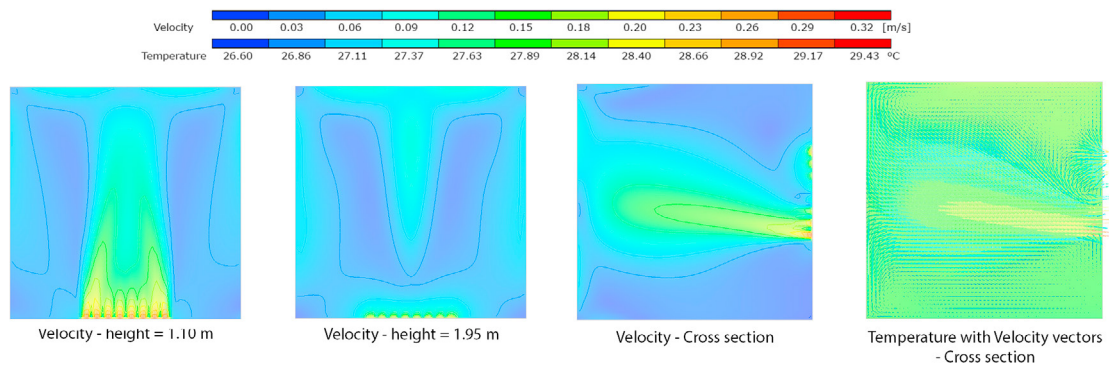 Velocity 0.00 0.03 0.06 0.09 0.12 0.15 0.18 0.20 0.23 0.26 0.29 0.32 [m/s]
Temperature 26.60 26.86 27.11 27.37 27.63 27.89 28.14 28.40 28.66 28.92 29.17 29.43 ºC
Velocity - height = 1.10 m
Velocity - height = 1.95 m
Velocity - Cross section
Temperature with Velocity vectors
- Cross section